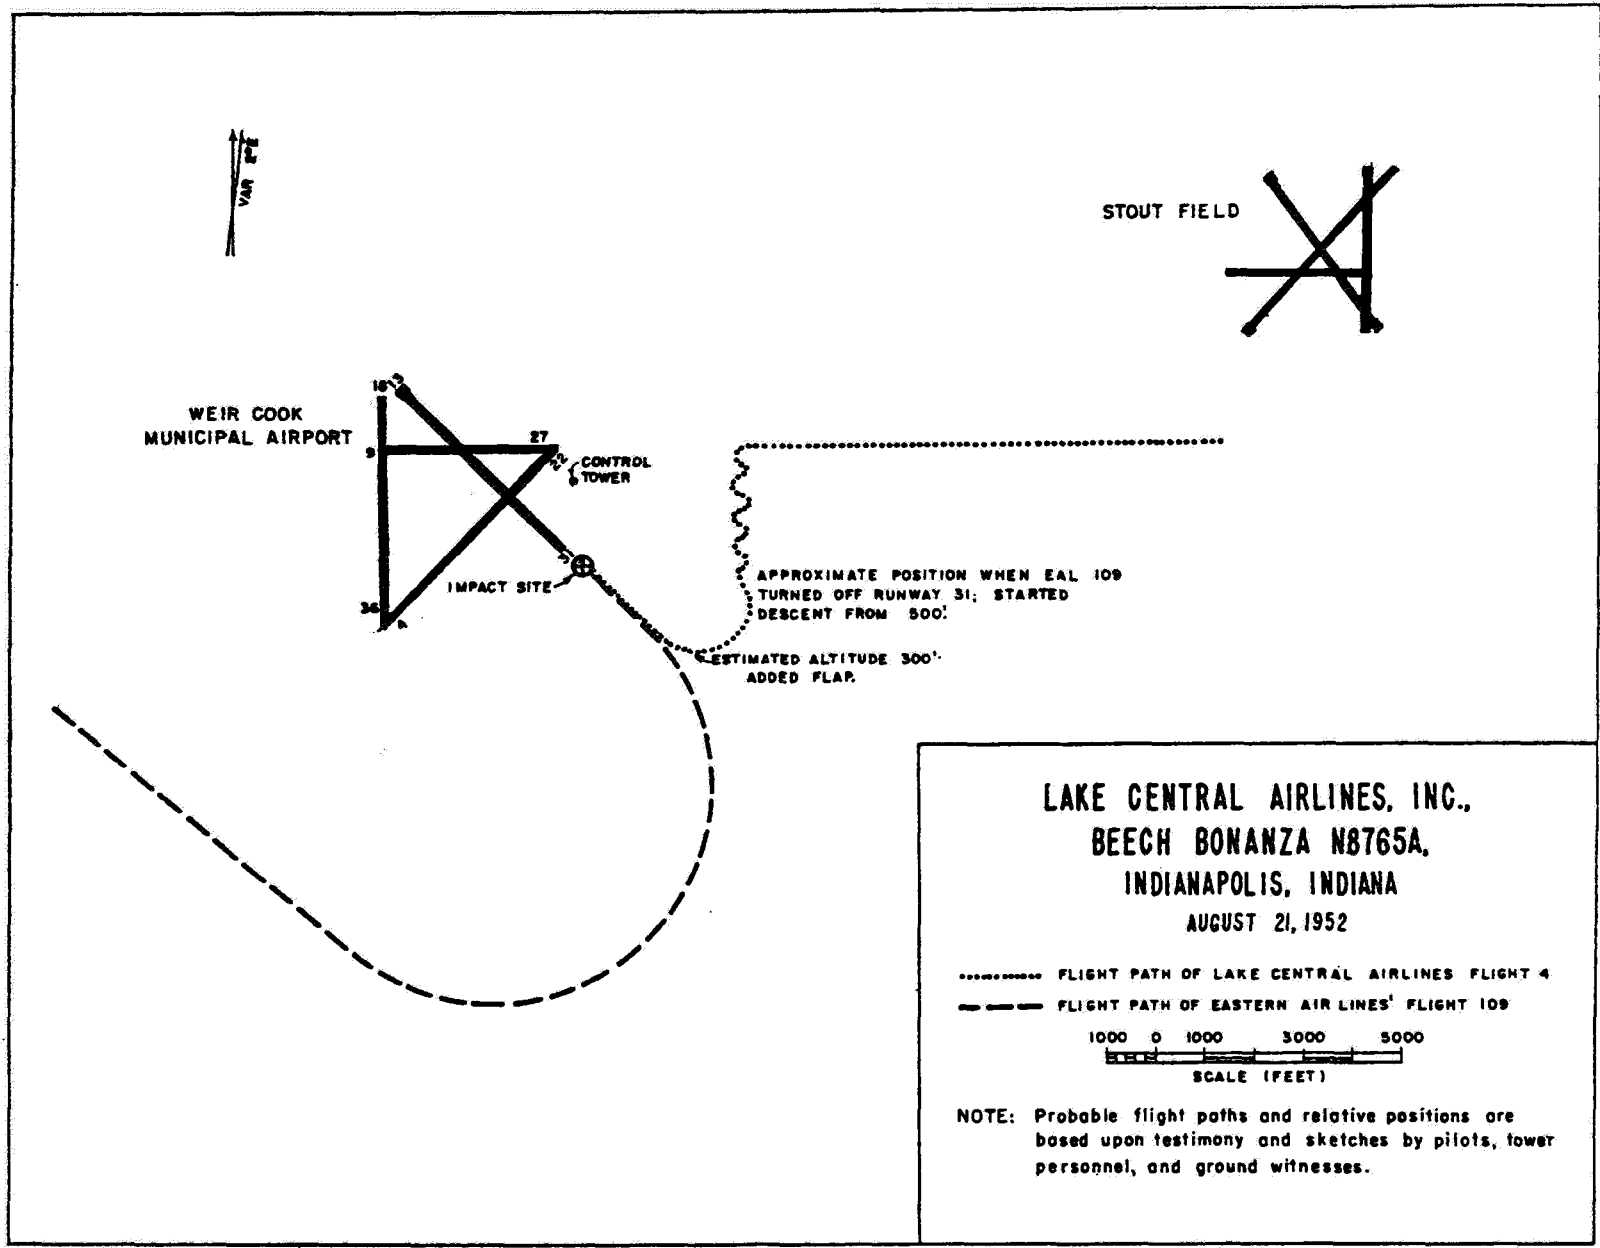 VAR 2°E
STOUT FIELD
WEIR COOK
MUNICIPAL AIRPORT
18
13
9
27
22
CONTROL
TOWER
31
IMPACT SITE
36
4
APPROXIMATE POSITION WHEN EAL 109
TURNED OFF RUNWAY 31; STARTED
DESCENT FROM 500'.
ESTIMATED ALTITUDE 300'.
ADDED FLAP.
LAKE CENTRAL AIRLINES, INC.,
BEECH BONANZA N8765A,
INDIANAPOLIS, INDIANA
AUGUST 21, 1952
FLIGHT PATH OF LAKE CENTRAL AIRLINES FLIGHT 4
FLIGHT PATH OF EASTERN AIR LINES' FLIGHT 109
1000 0 1000 3000 5000
SCALE (FEET)
NOTE: Probable flight paths and relative positions are
based upon testimony and sketches by pilots, tower
personnel, and ground witnesses.